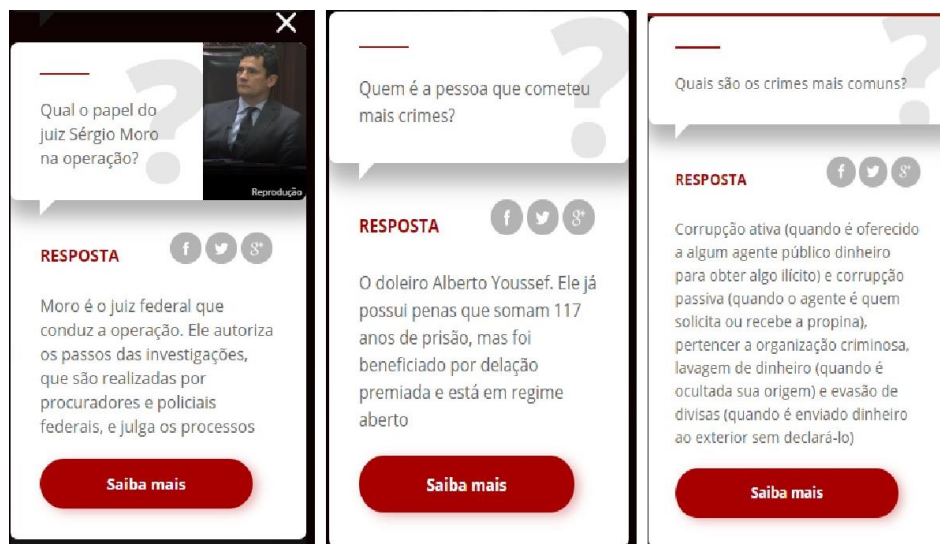 Qual o papel do
juiz Sérgio Moro
na operação?
Reprodução
RESPOSTA
Moro é o juiz federal que
conduz a operação. Ele autoriza
os passos das investigações,
que são realizadas por
procuradores e policiais
federais, e julga os processos
Saiba mais
Quem é a pessoa que cometeu
mais crimes?
RESPOSTA
O doleiro Alberto Youssef. Ele já
possui penas que somam 117
anos de prisão, mas foi
beneficiado por delação
premiada e está em regime
aberto
Saiba mais
Quais são os crimes mais comuns?
RESPOSTA
Corrupção ativa (quando é oferecido
a algum agente público dinheiro
para obter algo ilícito) e corrupção
passiva (quando o agente é quem
solicita ou recebe a propina),
pertencer a organização criminosa,
lavagem de dinheiro (quando é
ocultada sua origem) e evasão de
divisas (quando é enviado dinheiro
ao exterior sem declará-lo)
Saiba mais